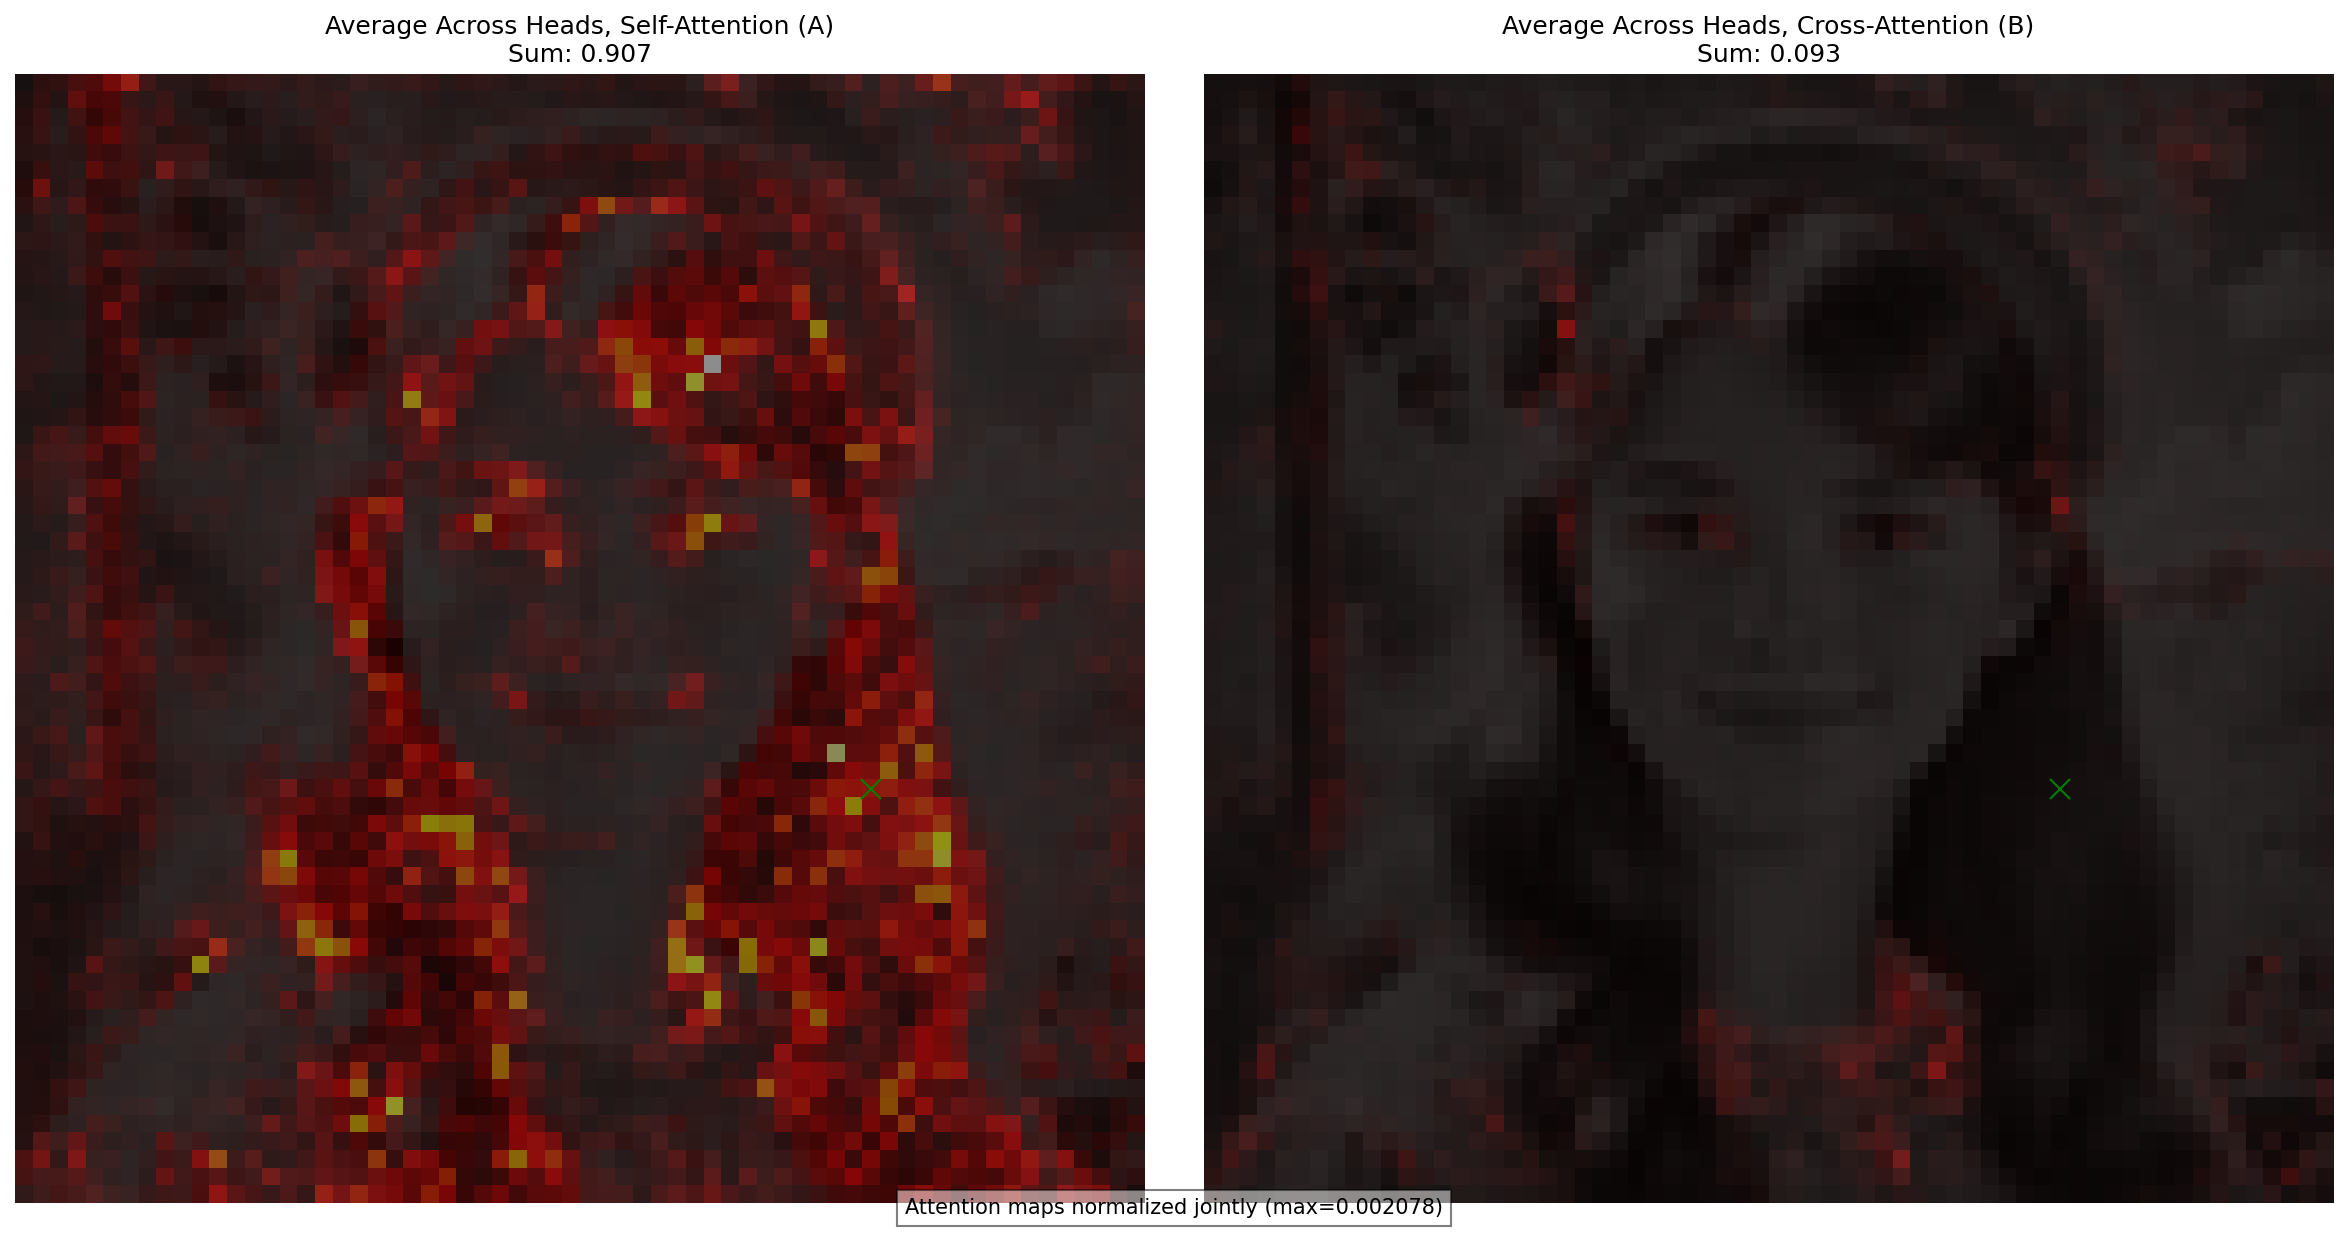 Average Across Heads, Self-Attention (A)
Sum: 0.907
Average Across Heads, Cross-Attention (B)
Sum: 0.093
Attention maps normalized jointly (max=0.002078)